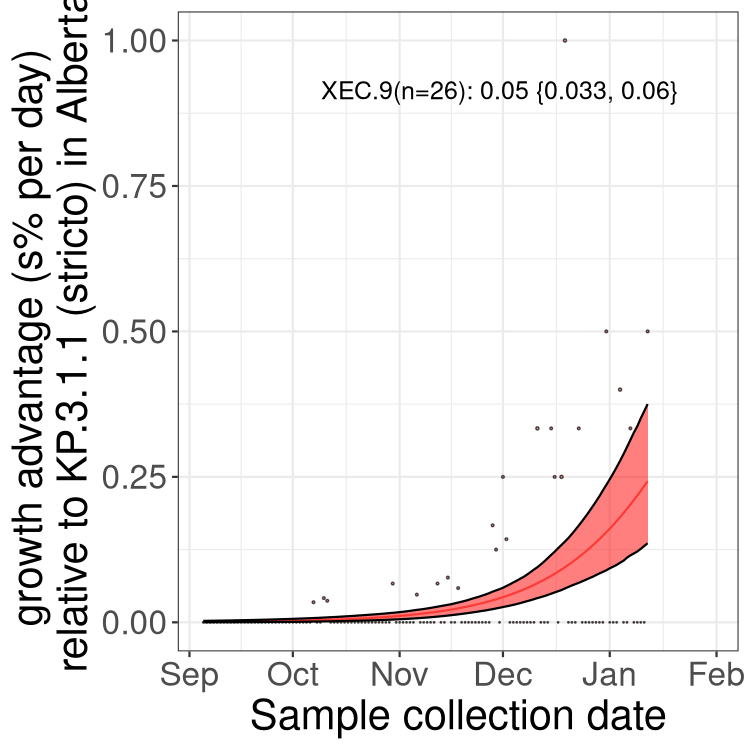 growth advantage (s% per day)
relative to KP.3.1.1 (stricto) in Alberta
1.00
0.75
0.50
0.25
0.00
XEC.9(n=26): 0.05 {0.033, 0.06}
Sep Oct Nov Dec Jan Feb
Sample collection date